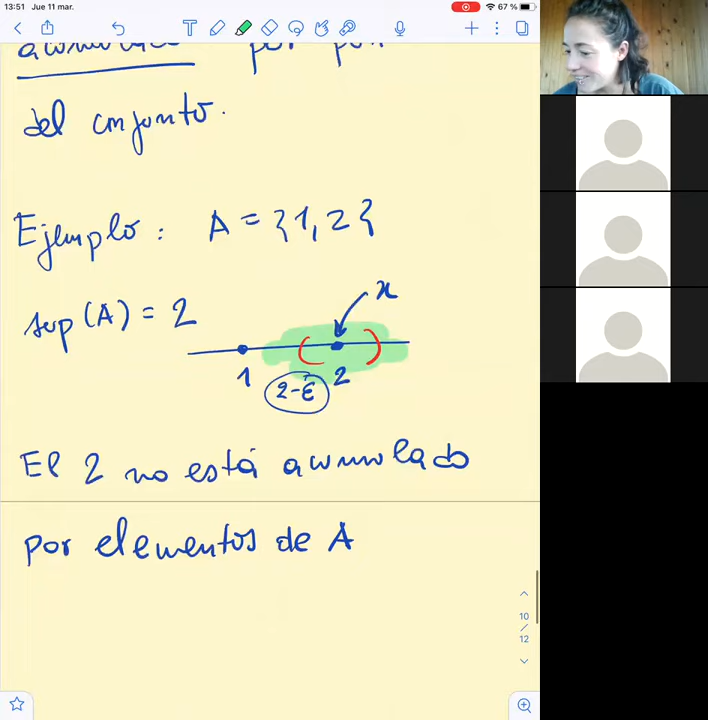 13:51 Jue 11 mar.
67 %
T
acumulado por
del conjunto.
Ejemplo: A = {1,2}
sup(A) = 2
x
1 2-ε 2
El 2 no está acumulado
por elementos de A
10
/
12